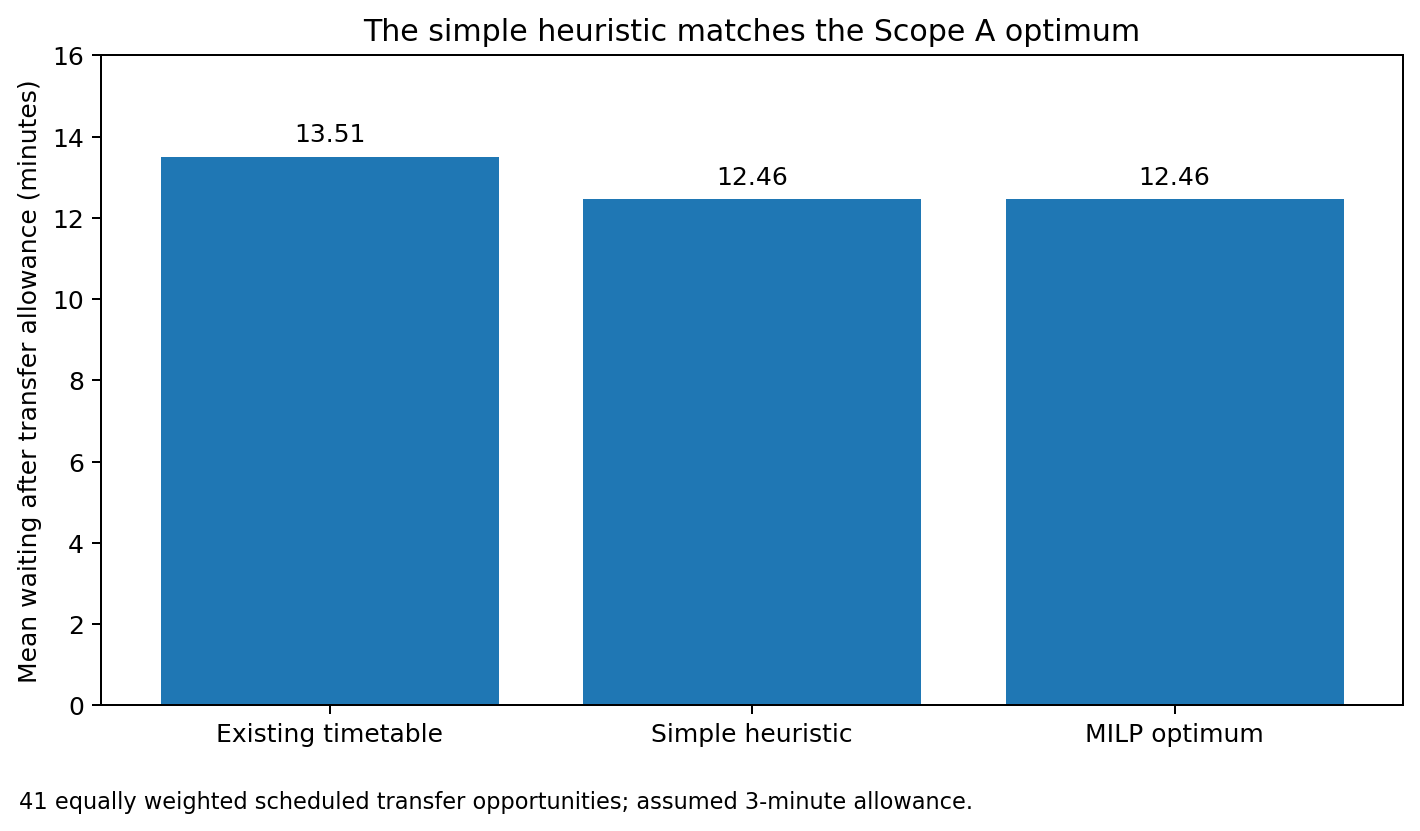 The simple heuristic matches the Scope A optimum
Mean waiting after transfer allowance (minutes)
16
14
12
10
8
6
4
2
0
13.51
12.46
12.46
Existing timetable
Simple heuristic
MILP optimum
41 equally weighted scheduled transfer opportunities; assumed 3-minute allowance.